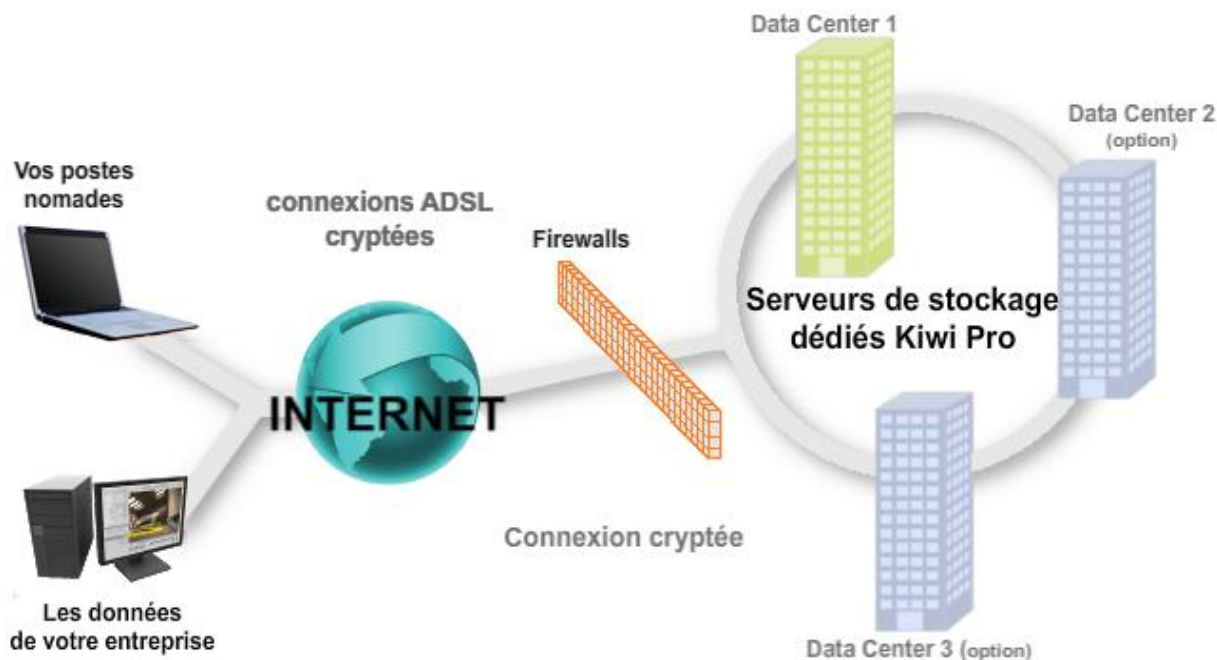 Data Center 1
Data Center 2
(option)
Vos postes
nomades
connexions ADSL
cryptées
Firewalls
Serveurs de stockage
dédiés Kiwi Pro
INTERNET
Connexion cryptée
Les données
de votre entreprise
Data Center 3 (option)